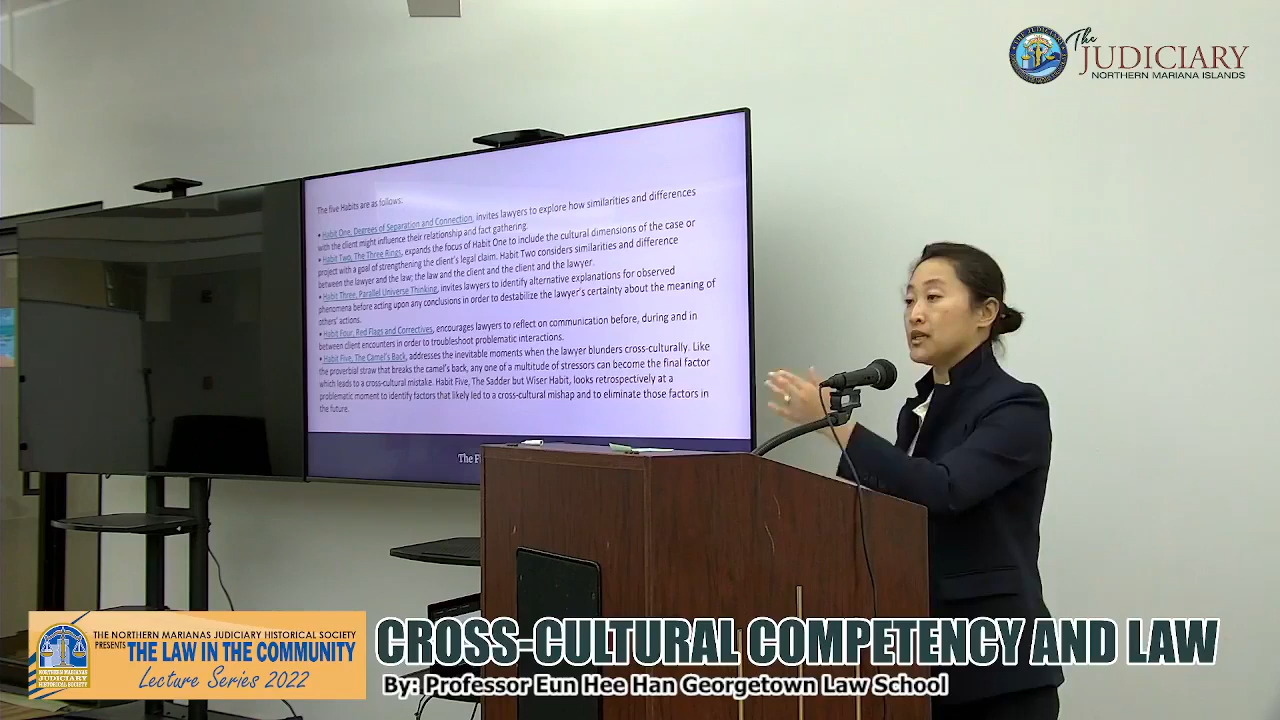 The
JUDICIARY
NORTHERN MARIANA ISLANDS
The five Habits are as follows:
• Habit One, Degrees of Separation and Connection, invites lawyers to explore how similarities and differences
with the client might influence their relationship and fact gathering.
• Habit Two, The Three Rings, expands the focus of Habit One to include the cultural dimensions of the case or
project with a goal of strengthening the client's legal claim. Habit Two considers similarities and difference
between the lawyer and the law; the law and the client and the client and the lawyer.
• Habit Three, Parallel Universe Thinking, invites lawyers to identify alternative explanations for observed
phenomena before acting upon any conclusions in order to destabilize the lawyer's certainty about the meaning of
others' actions.
• Habit Four, Red Flags and Correctives, encourages lawyers to reflect on communication before, during and in
between client encounters in order to troubleshoot problematic interactions.
• Habit Five, The Camel's Back, addresses the inevitable moments when the lawyer blunders cross-culturally. Like
the proverbial straw that breaks the camel's back, any one of a multitude of stressors can become the final factor
which leads to a cross-cultural mistake. Habit Five, The Sadder but Wiser Habit, looks retrospectively at a
problematic moment to identify factors that likely led to a cross-cultural mishap and to eliminate those factors in
the future.
The
THE NORTHERN MARIANAS JUDICIARY HISTORICAL SOCIETY
PRESENTS THE LAW IN THE COMMUNITY
Lecture Series 2022
NORTHERN MARIANAS
JUDICIARY
HISTORICAL SOCIETY
CROSS-CULTURAL COMPETENCY AND LAW
By: Professor Eun Hee Han Georgetown Law School